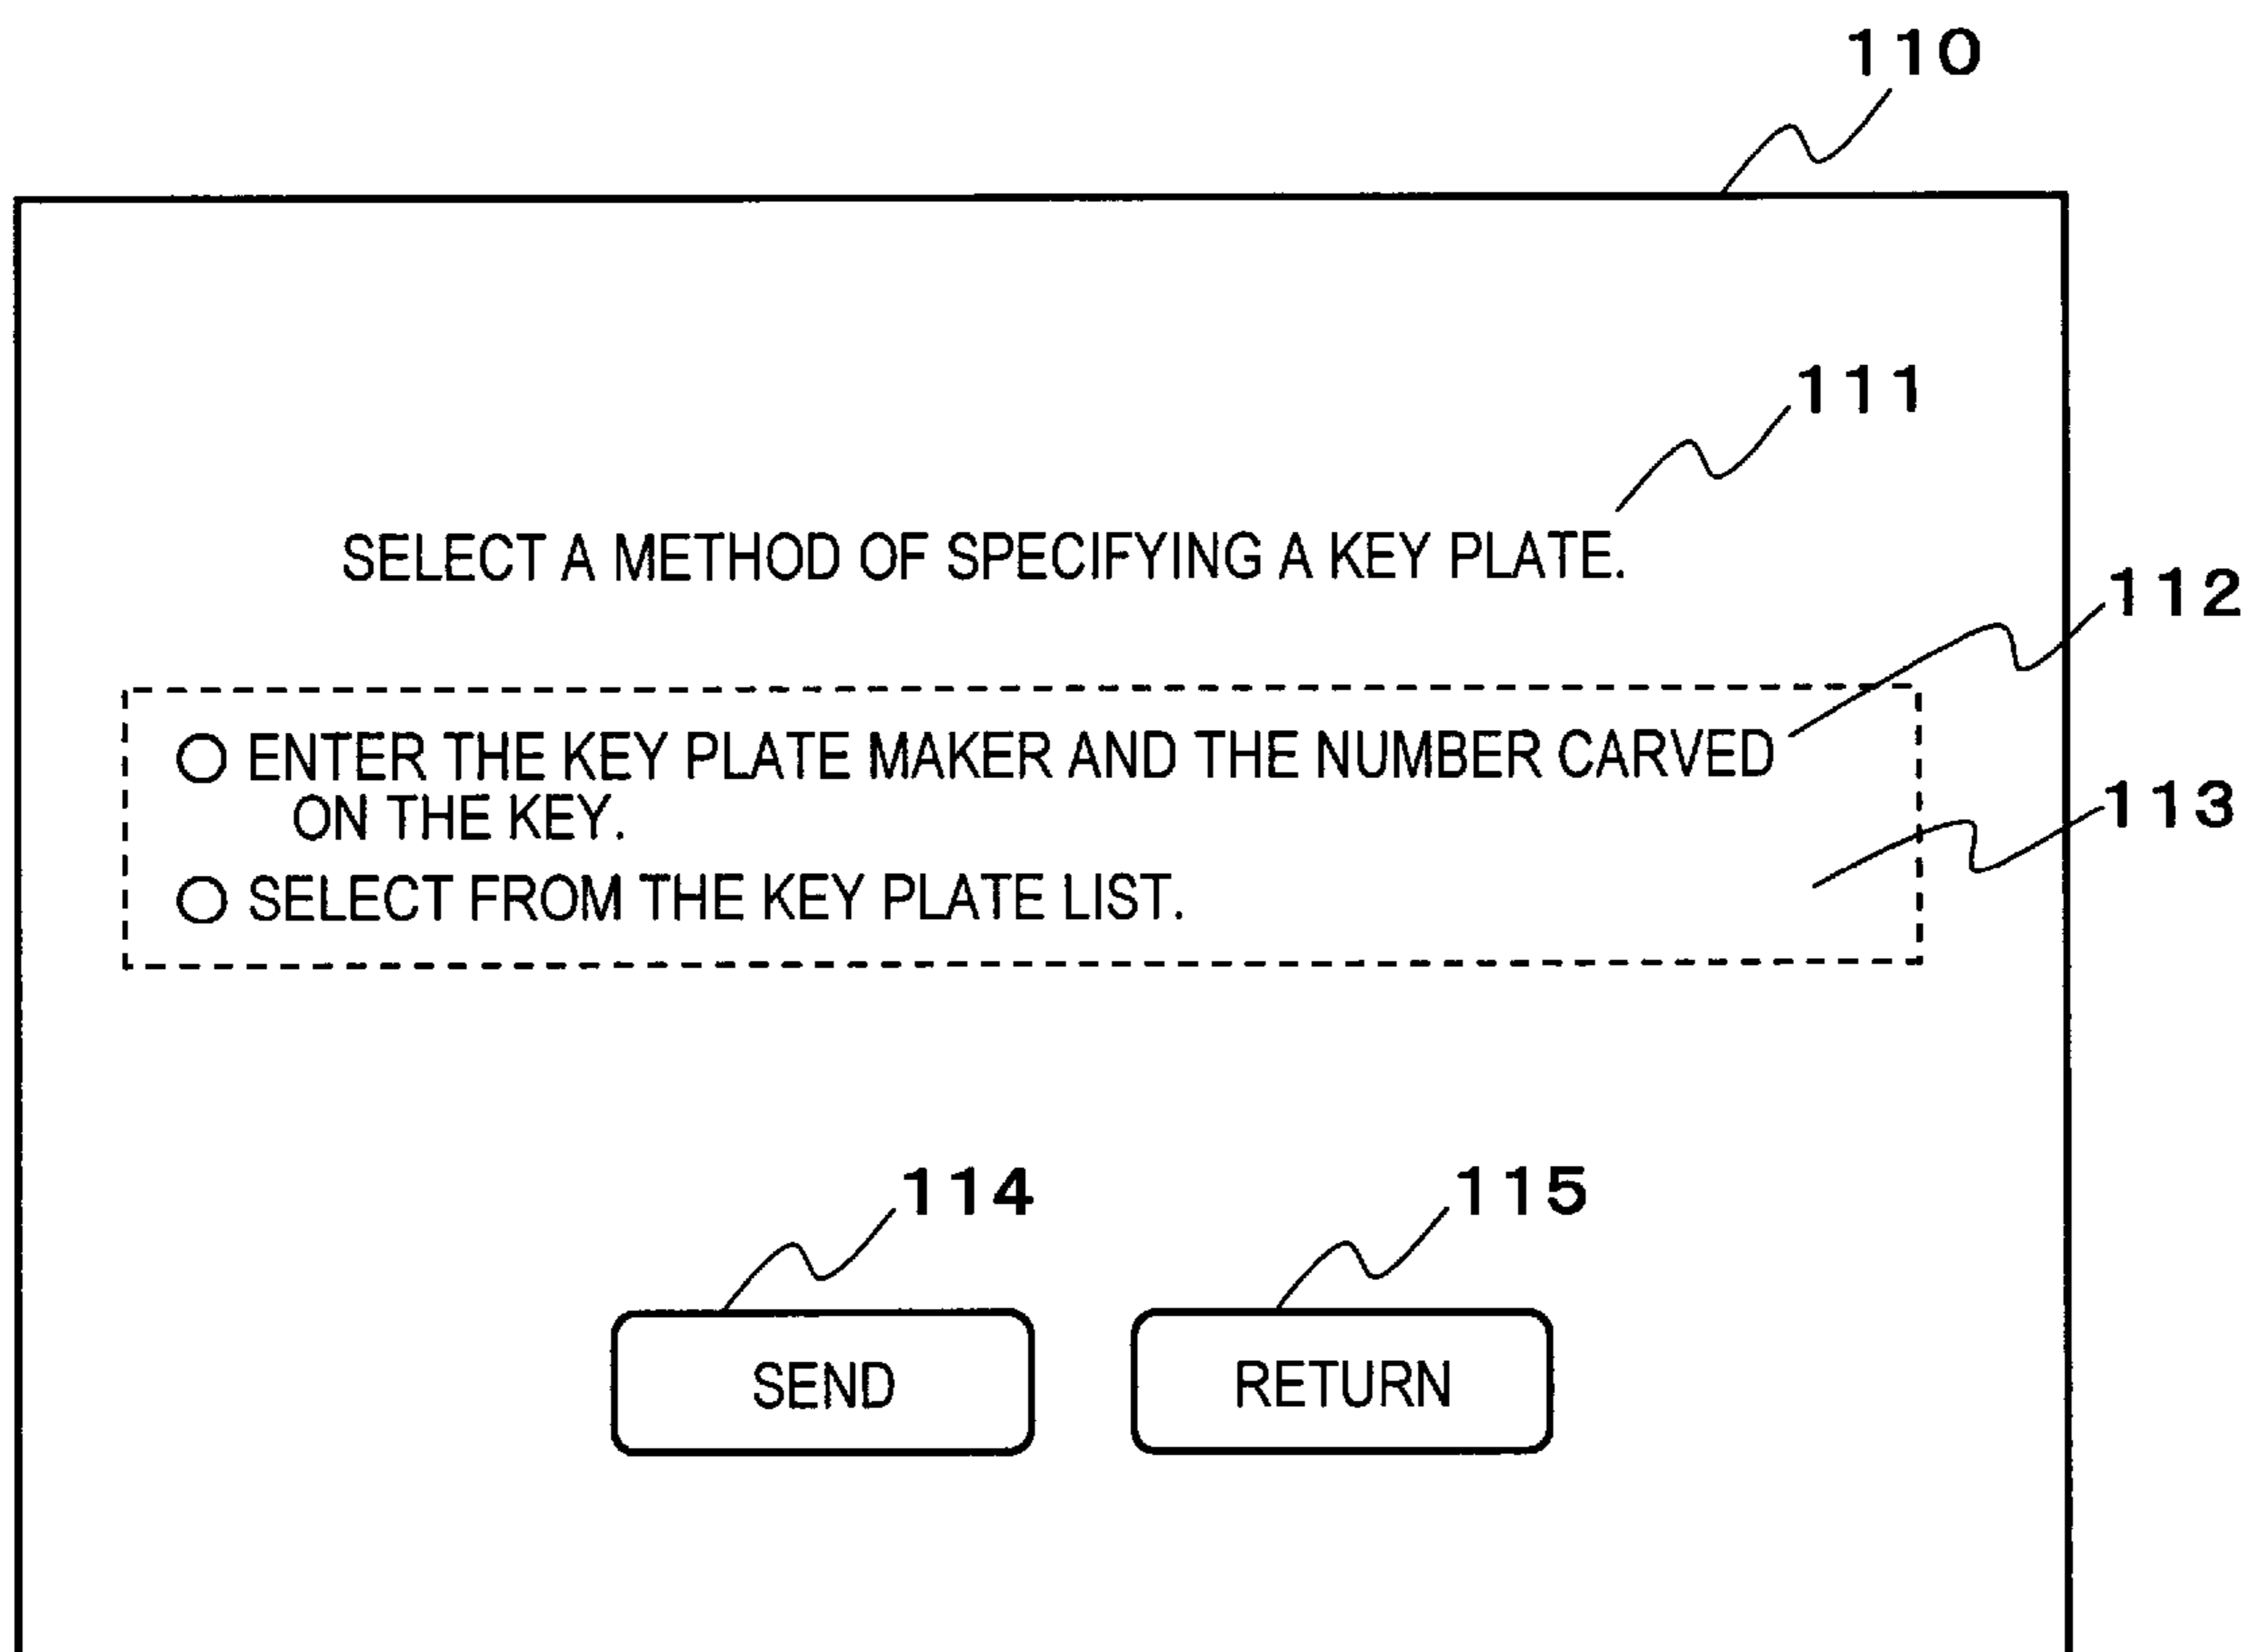 110
111
SELECT A METHOD OF SPECIFYING A KEY PLATE.
112
ENTER THE KEY PLATE MAKER AND THE NUMBER CARVED
ON THE KEY.
113
SELECT FROM THE KEY PLATE LIST.
114
115
SEND
RETURN